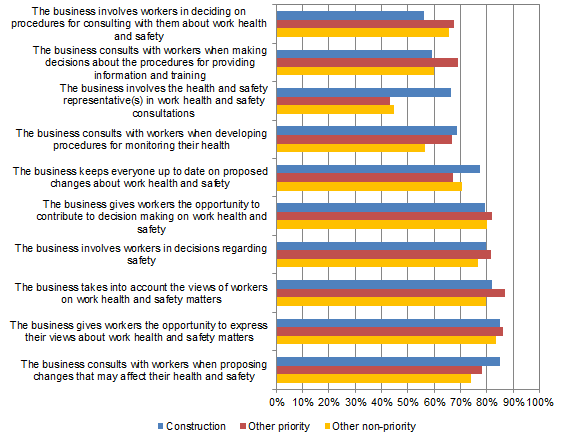 The business involves workers in deciding on
procedures for consulting with them about work health
and safety
The business consults with workers when making
decisions about the procedures for providing
information and training
The business involves the health and safety
representative(s) in work health and safety
consultations
The business consults with workers when developing
procedures for monitoring their health
The business keeps everyone up to date on proposed
changes about work health and safety
The business gives workers the opportunity to
contribute to decision making on work health and
safety
The business involves workers in decisions regarding
safety
The business takes into account the views of workers
on work health and safety matters
The business gives workers the opportunity to express
their views about work health and safety matters
The business consults with workers when proposing
changes that may affect their health and safety
0% 10% 20% 30% 40% 50% 60% 70% 80% 90% 100%
Construction Other priority Other non-priority